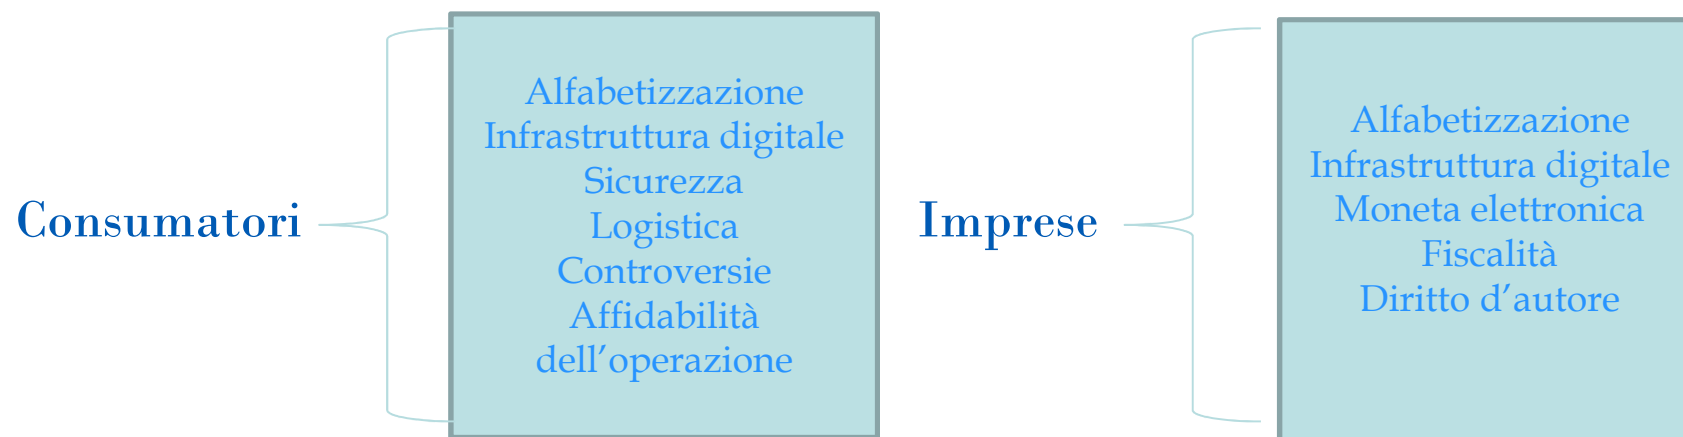 Consumatori
Alfabetizzazione
Infrastruttura digitale
Sicurezza
Logistica
Controversie
Affidabilità
dell’operazione
Imprese
Alfabetizzazione
Infrastruttura digitale
Moneta elettronica
Fiscalità
Diritto d’autore